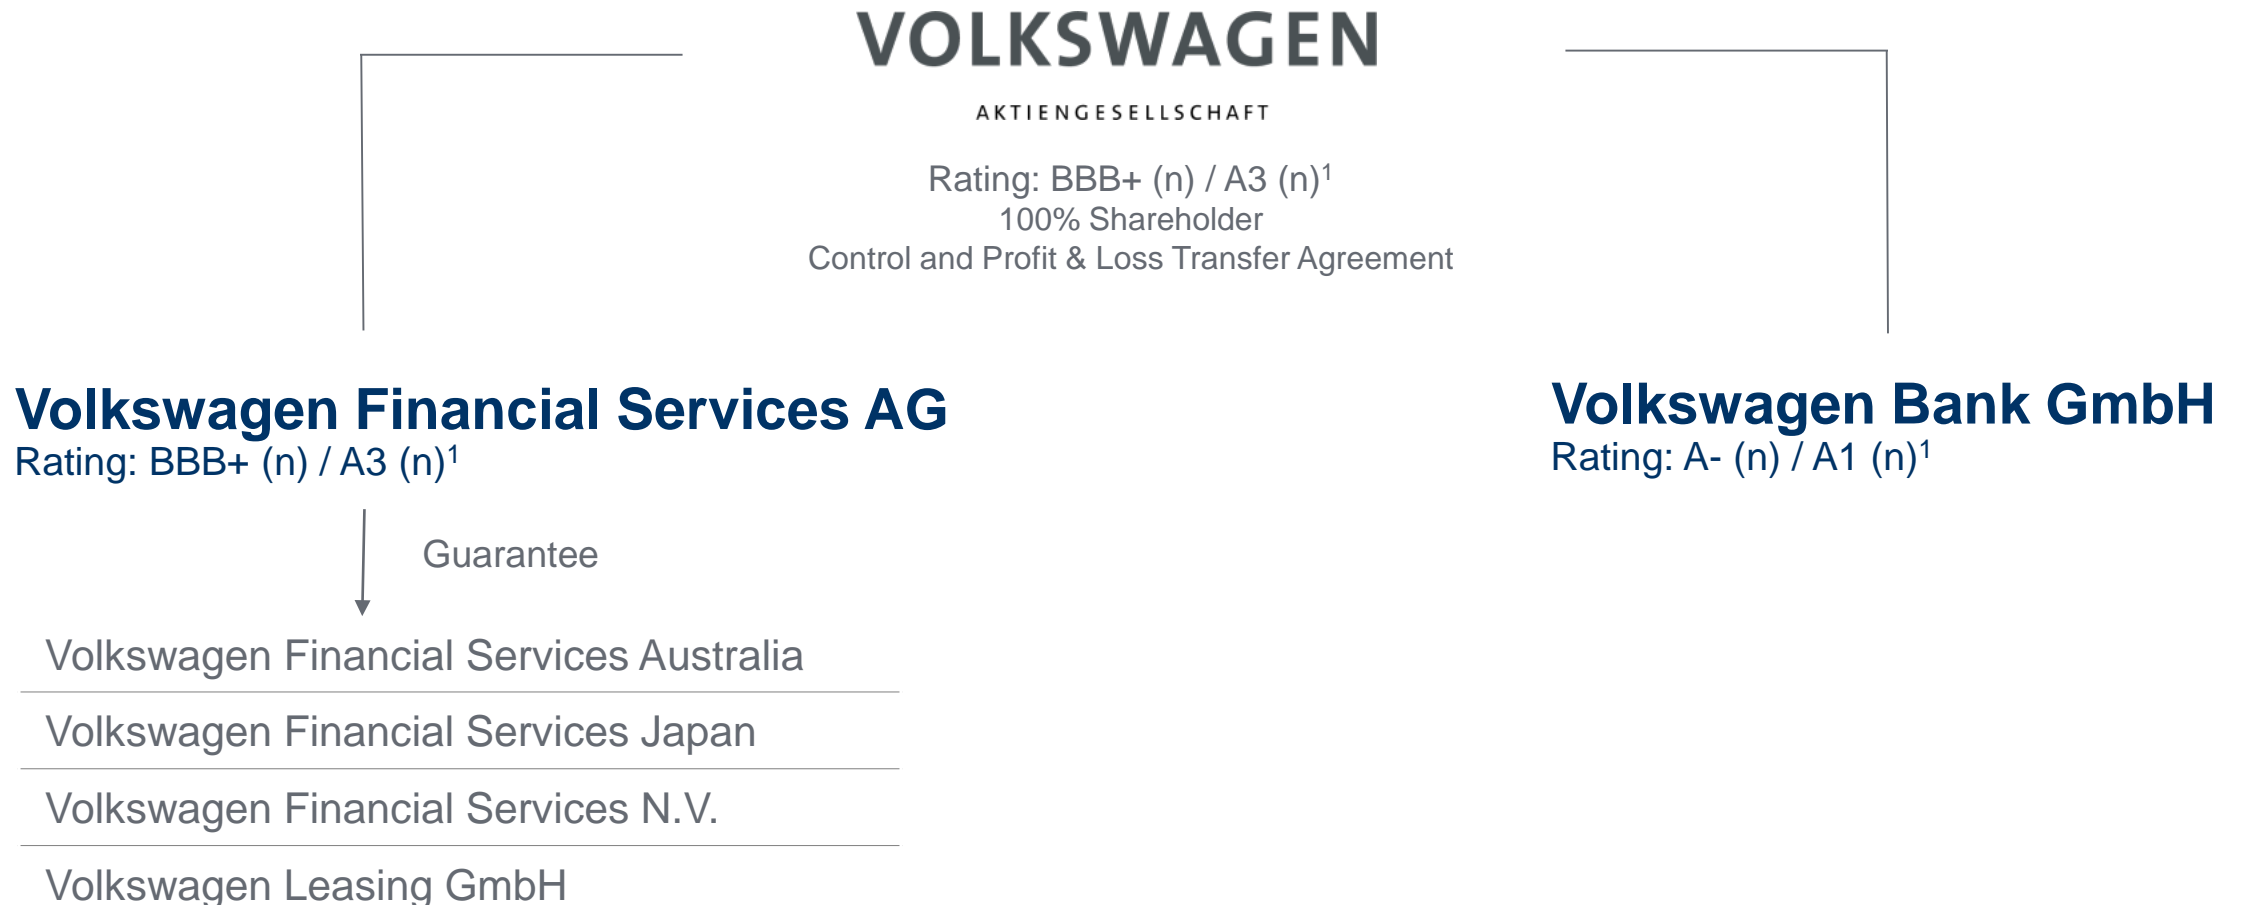 VOLKSWAGEN
AKTIENGESELLSCHAFT
Rating: BBB+ (n) / A3 (n)¹
100% Shareholder
Control and Profit & Loss Transfer Agreement
Volkswagen Financial Services AG
Rating: BBB+ (n) / A3 (n)¹
Volkswagen Bank GmbH
Rating: A- (n) / A1 (n)¹
Guarantee
Volkswagen Financial Services Australia
Volkswagen Financial Services Japan
Volkswagen Financial Services N.V.
Volkswagen Leasing GmbH